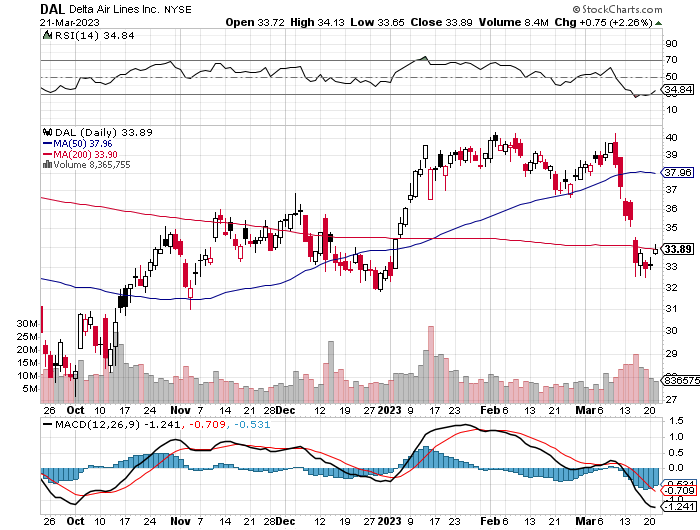 DAL Delta Air Lines Inc. NYSE © StockCharts.com
21-Mar-2023 Open 33.72 High 34.13 Low 33.65 Close 33.89 Volume 8.4M Chg +0.75 (+2.26%)
RSI(14) 34.84
90
70
50
34.84
30
10
DAL (Daily) 33.89
MA(50) 37.96
MA(200) 33.90
Volume 8,365,755
40
39
38
37.96
37
36
35
34
33.89
33
32
31
30
29
28
27
30M
25M
20M
15M
10M
5M
8365755
26 Oct 10 17 24 Nov 7 14 21 28 Dec 12 19 27 2023 9 17 23 Feb 6 13 21 27 Mar 6 13 20
MACD(12,26,9) -1.241, -0.709, -0.531
1.5
1.0
0.5
0.0
-0.531
-0.709
-1.0
-1.241
26 Oct 10 17 24 Nov 7 14 21 28 Dec 12 19 27 2023 9 17 23 Feb 6 13 21 27 Mar 6 13 20